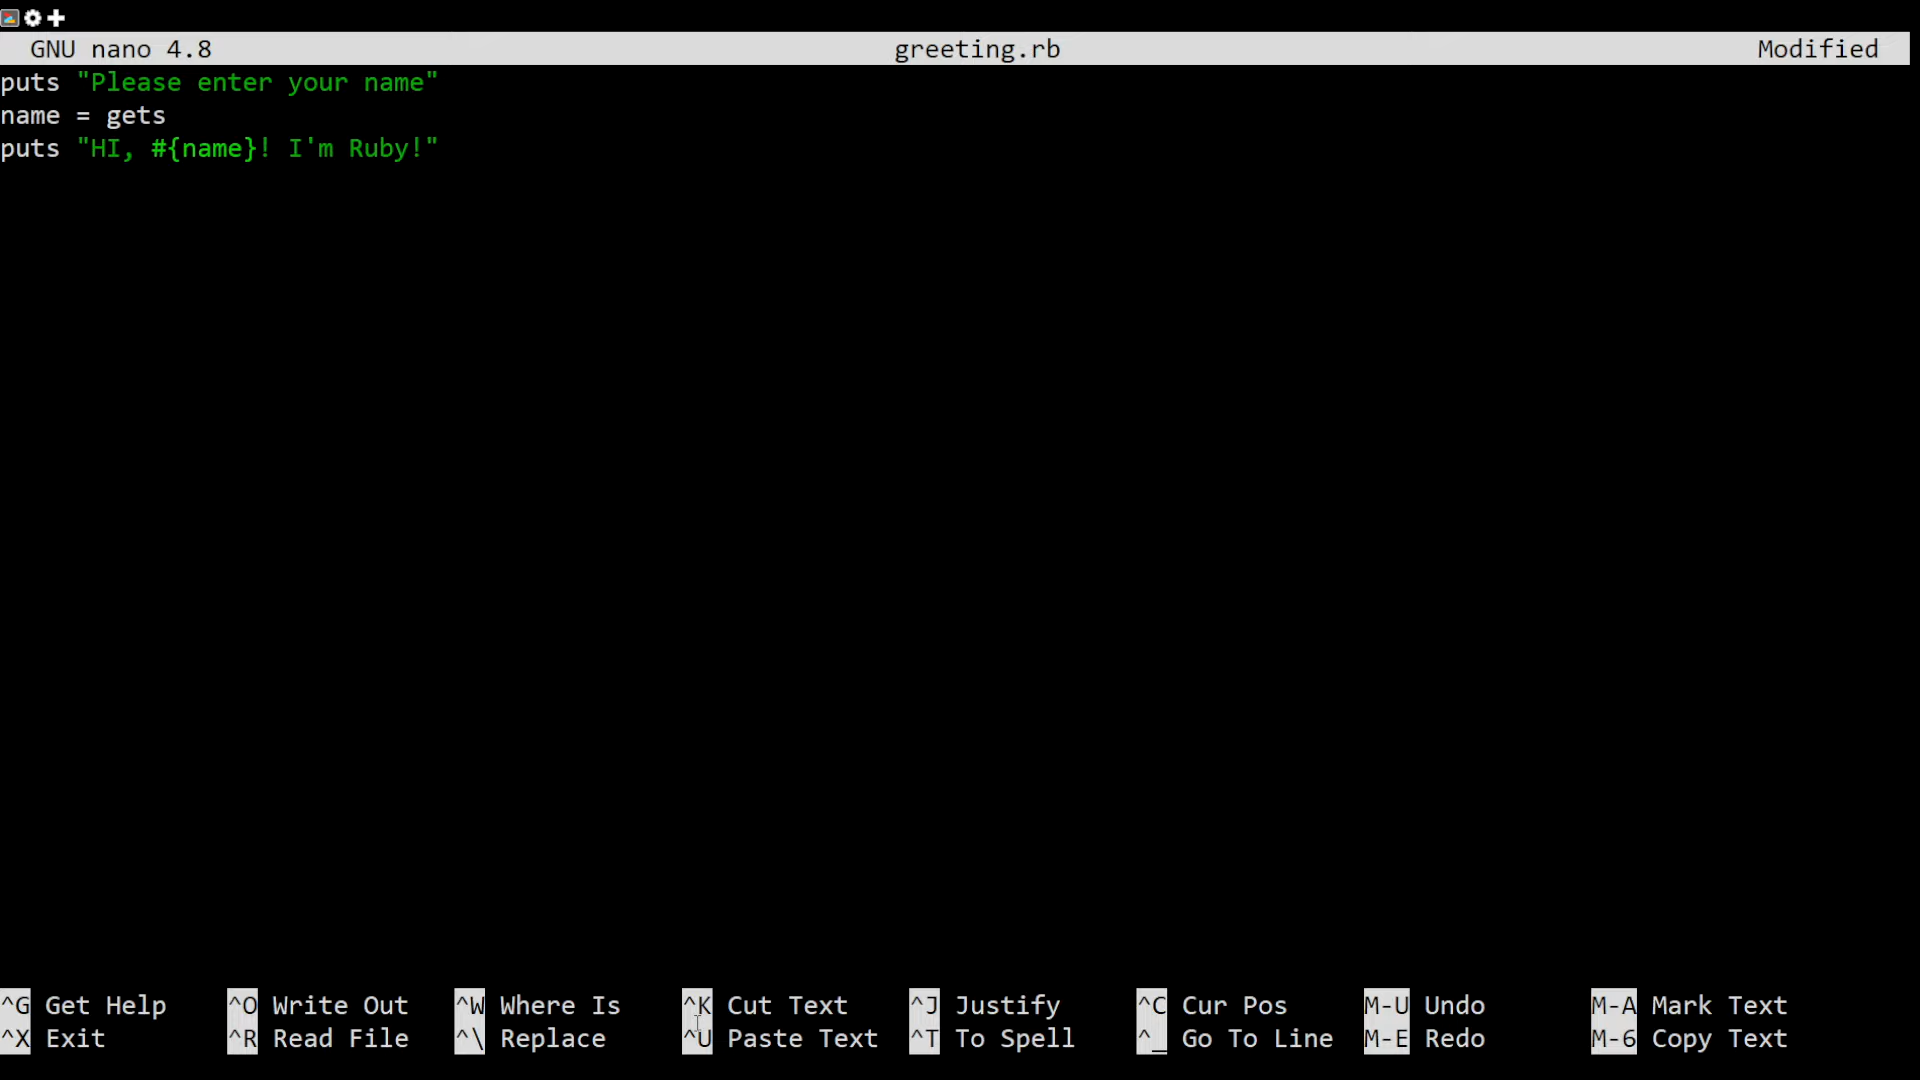 GNU nano 4.8 greeting.rb Modified
puts "Please enter your name"
name = gets
puts "HI, #{name}! I'm Ruby!"
^G Get Help ^O Write Out ^W Where Is ^K Cut Text ^J Justify ^C Cur Pos M-U Undo M-A Mark Text
^X Exit ^R Read File ^\ Replace ^U Paste Text ^T To Spell ^_ Go To Line M-E Redo M-6 Copy Text